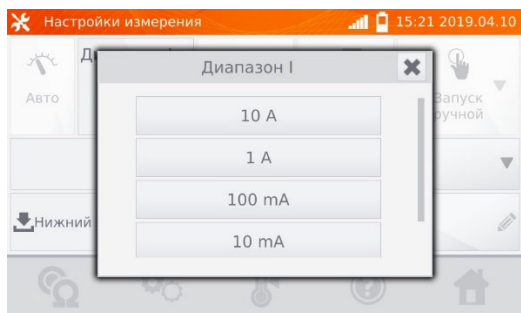 Настройки измерения 15:21 2019.04.10
Диапазон I
Авто
Запуск
ручной
10 A
1 A
100 mA
10 mA
Нижний